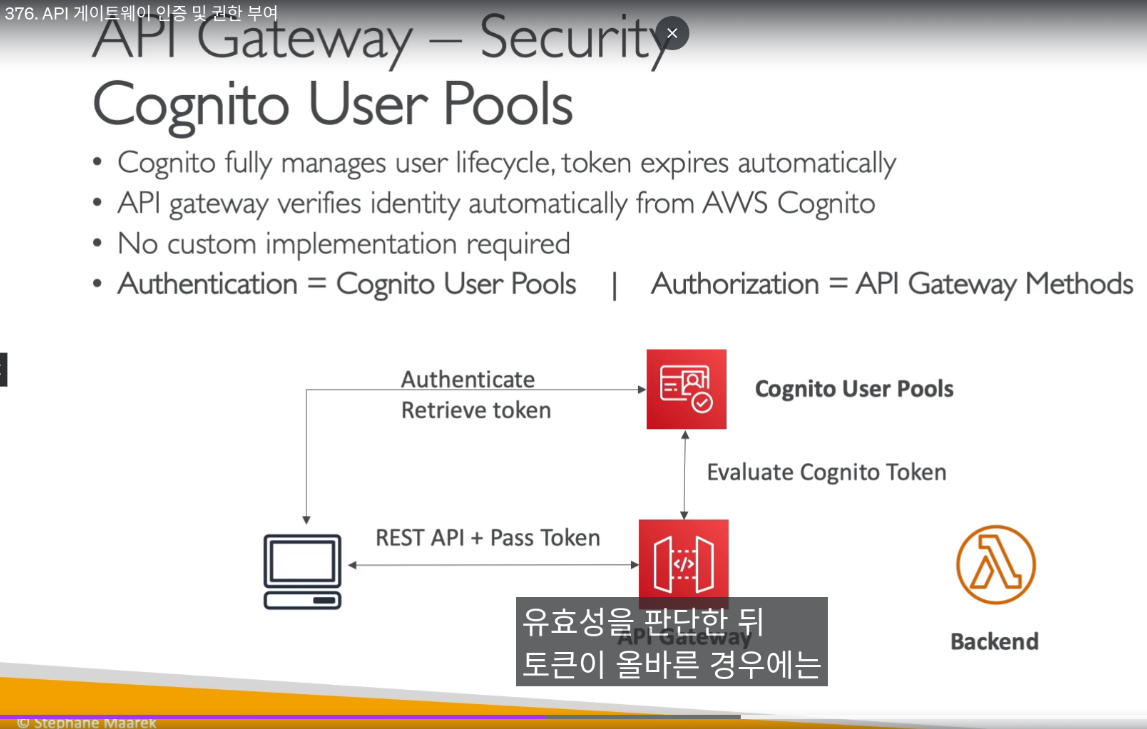 376. API 게이트웨이 인증 및 권한 부여
API Gateway – Security
Cognito User Pools
• Cognito fully manages user lifecycle, token expires automatically
• API gateway verifies identity automatically from AWS Cognito
• No custom implementation required
• Authentication = Cognito User Pools | Authorization = API Gateway Methods
Authenticate
Retrieve token
Cognito User Pools
Evaluate Cognito Token
REST API + Pass Token
API Gateway
유효성을 판단한 뒤
토큰이 올바른 경우에는
Backend
© Stephane Maarek